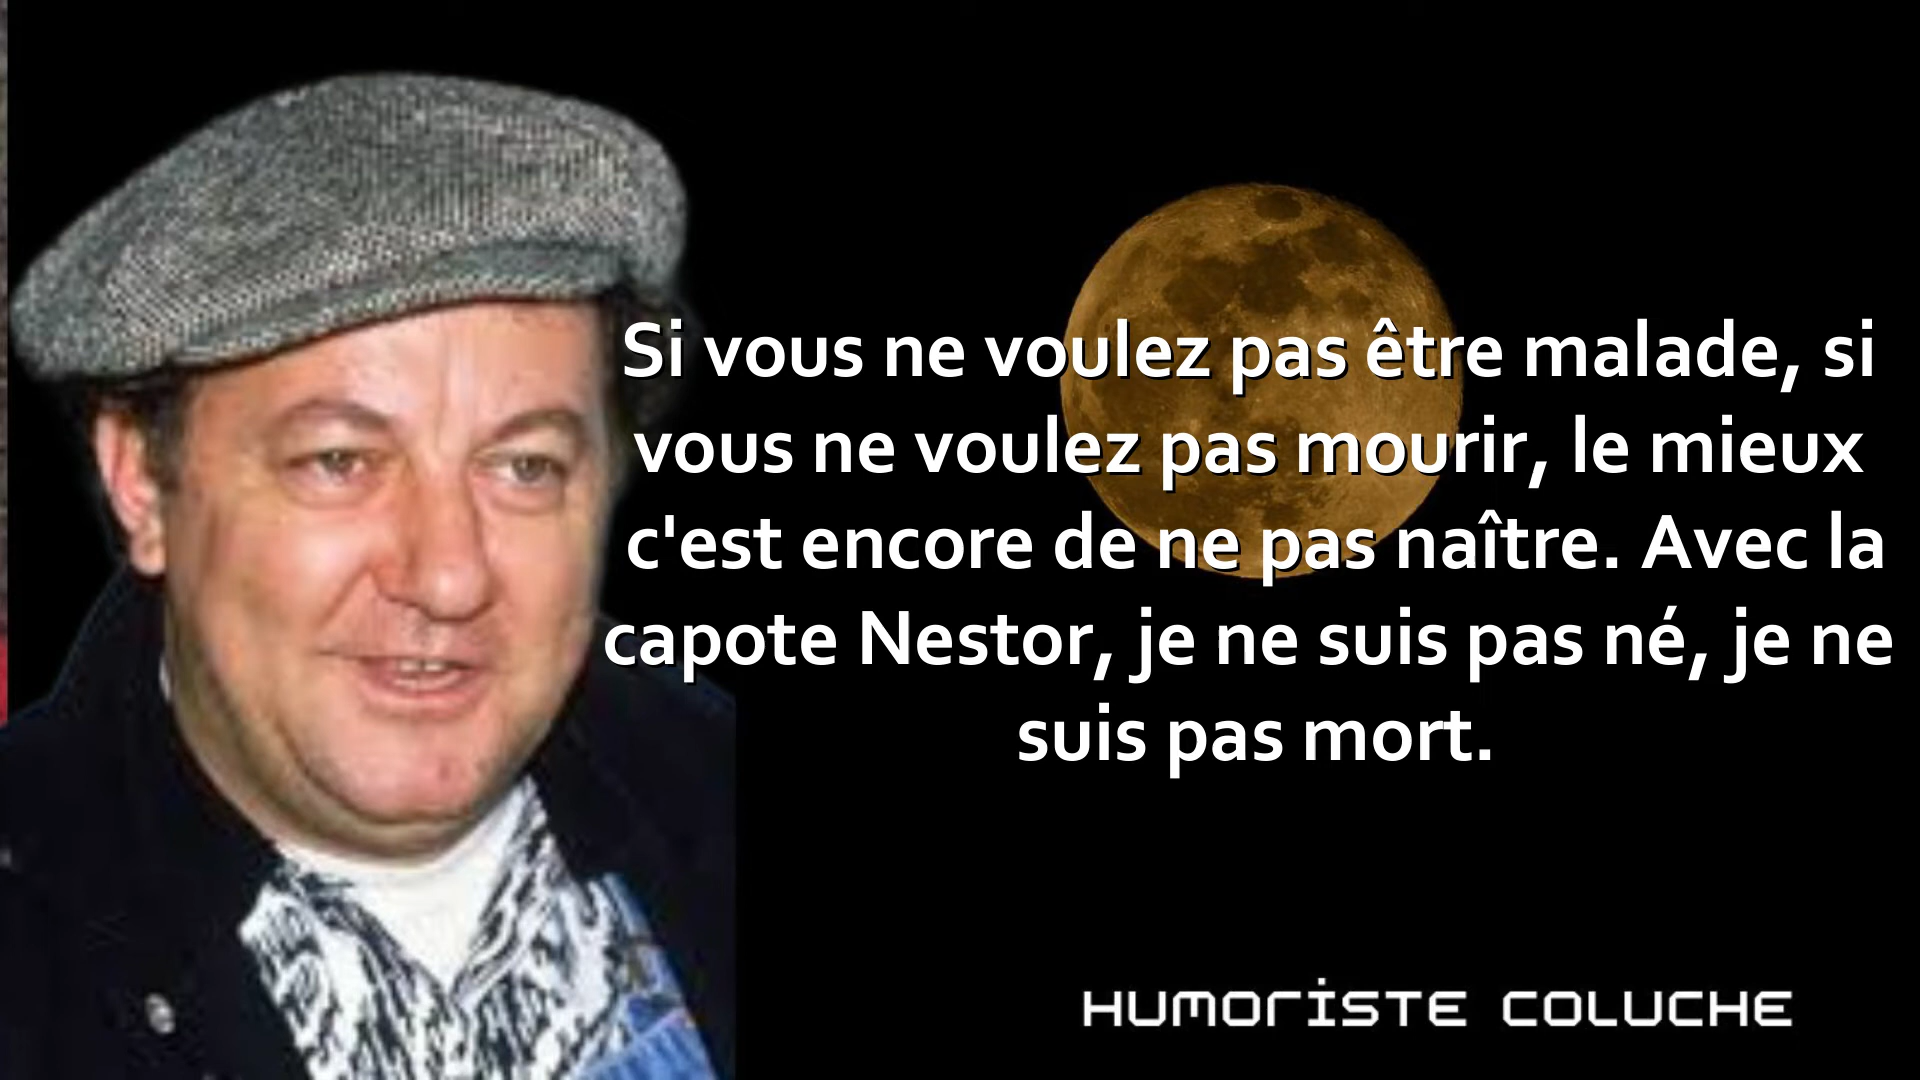 Si vous ne voulez pas être malade, si
vous ne voulez pas mourir, le mieux
c'est encore de ne pas naître. Avec la
capote Nestor, je ne suis pas né, je ne
suis pas mort.
HUMORISTE COLUCHE